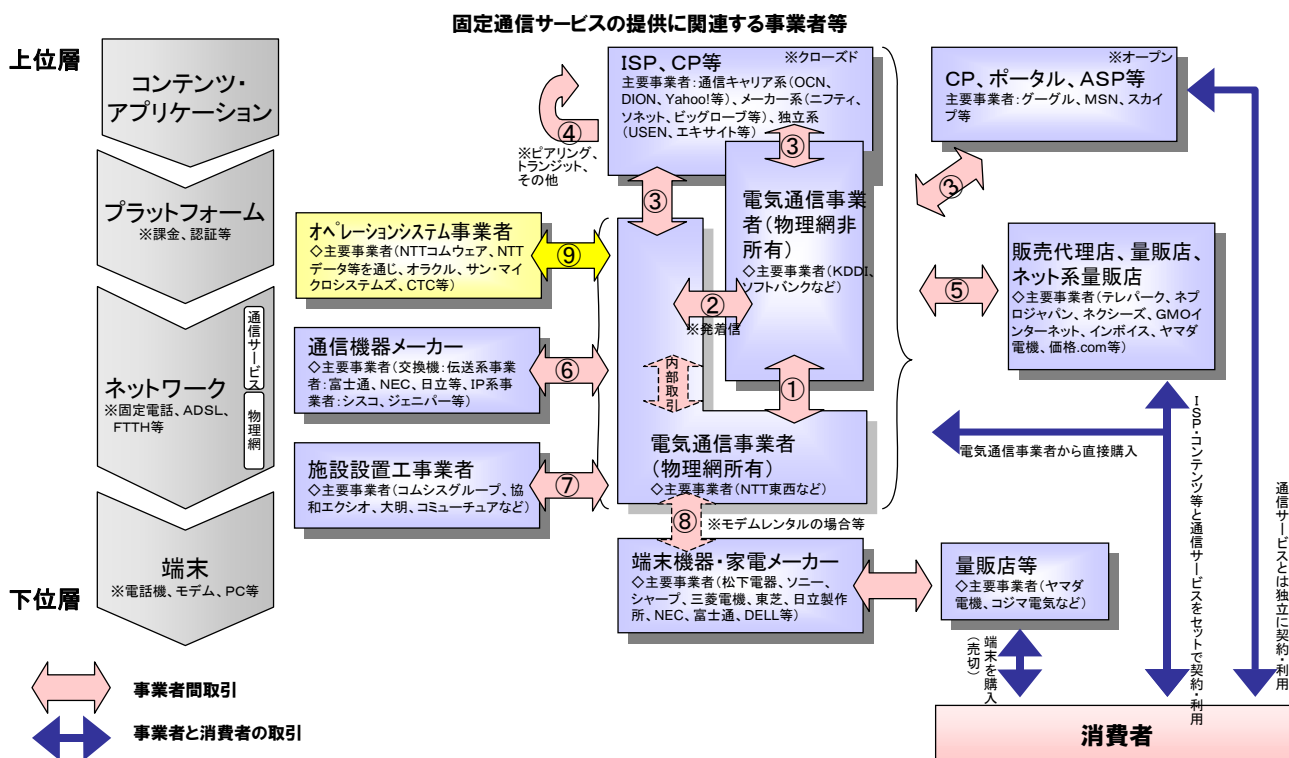 固定通信サービスの提供に関連する事業者等
上位層
コンテンツ・
アプリケーション
プラットフォーム
※課金、認証等
ネットワーク
※固定電話、ADSL、
FTTH等
通信サービス
物理網
端末
※電話機、モデム、PC等
下位層
ISP、CP等
※クローズド
主要事業者:通信キャリア系(OCN、
DION、Yahoo!等)、メーカー系(ニフティ、
ソネット、ビッグローブ等)、独立系
(USEN、エキサイト等)
※オープン
CP、ポータル、ASP等
主要事業者:グーグル、MSN、スカイ
プ等
④
※ピアリング、
トランジット、
その他
③
③
③
電気通信事業
者(物理網非
所有)
◇主要事業者(KDDI、
ソフトバンクなど)
オペレーションシステム事業者
◇主要事業者(NTTコムウェア、NTT
データ等を通じ、オラクル、サン・マイ
クロシステムズ、CTC等)
⑨
②
※発着信
⑤
販売代理店、量販店、
ネット系量販店
◇主要事業者(テレパーク、ネプ
ロジャパン、ネクシーズ、GMOイ
ンターネット、インボイス、ヤマダ
電機、価格.com等)
通信機器メーカー
◇主要事業者(交換機:伝送系事業
者:富士通、NEC、日立等、IP系事
業者:シスコ、ジェニパー等)
⑥
内部取引
①
電気通信事業者
(物理網所有)
◇主要事業者(NTT東西など)
電気通信事業者から直接購入
施設設置工事業者
◇主要事業者(コムシスグループ、協
和エクシオ、大明、コミューチュアなど)
⑦
⑧
※モデムレンタルの場合等
端末機器・家電メーカー
◇主要事業者(松下電器、ソニー、
シャープ、三菱電機、東芝、日立製作
所、NEC、富士通、DELL等)
量販店等
◇主要事業者(ヤマダ
電機、コジマ電気など)
端末を購入
(売切)
ISP・コンテンツ等と通信サービスをセットで契約・利用
通信サービスとは独立に契約・利用
事業者間取引
事業者と消費者の取引
消費者